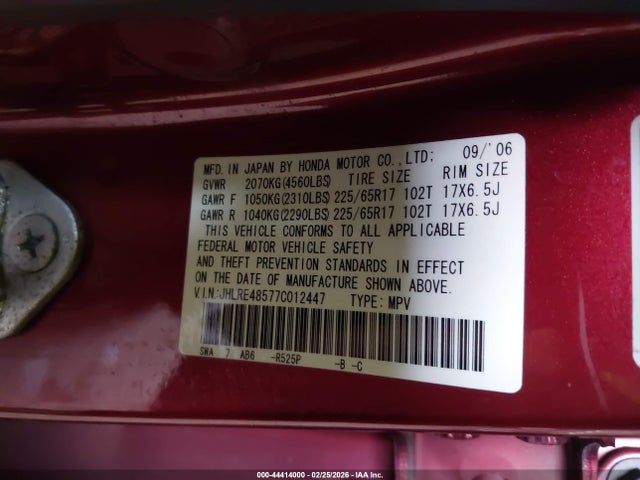 MFD. IN JAPAN BY HONDA MOTOR CO., LTD; 09/'06
GVWR 2070KG(4560LBS) TIRE SIZE RIM SIZE
GAWR F 1050KG(2310LBS) 225/65R17 102T 17X6.5J
GAWR R 1040KG(2290LBS) 225/65R17 102T 17X6.5J
THIS VEHICLE CONFORMS TO ALL APPLICABLE
FEDERAL MOTOR VEHICLE SAFETY
AND THEFT PREVENTION STANDARDS IN EFFECT
ON THE DATE OF MANUFACTURE SHOWN ABOVE.
V.I.N.:JHLRE48577C012447 TYPE: MPV
SWA 7 AB6 -R525P -B -C
000-44414000 - 02/25/2026 - IAA Inc.